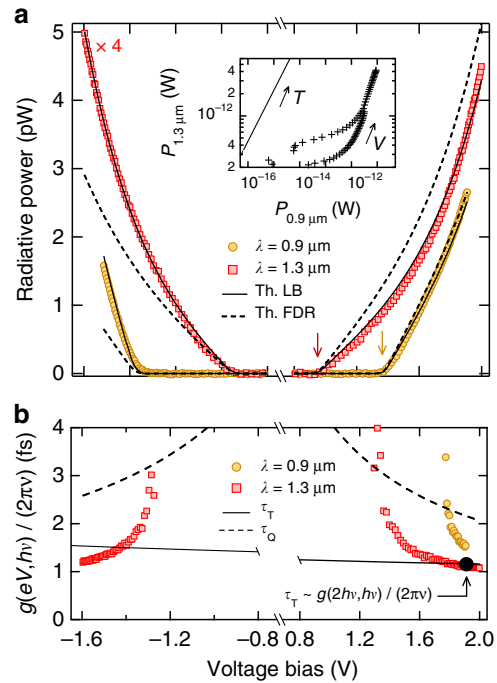 a
5
4
3
2
1
0
Radiative power (pW)
× 4
P1.3 μm (W)
4
10−12
4
2
T
V
10−16
10−14
10−12
P0.9 μm (W)
λ = 0.9 μm
λ = 1.3 μm
Th. LB
Th. FDR
b
4
3
2
1
0
g(eV,hν) / (2πν) (fs)
λ = 0.9 μm
λ = 1.3 μm
τT
τQ
τT ~ g(2hν,hν) / (2πν)
−1.6
−1.2
−0.8
0.8
1.2
1.6
2.0
Voltage bias (V)